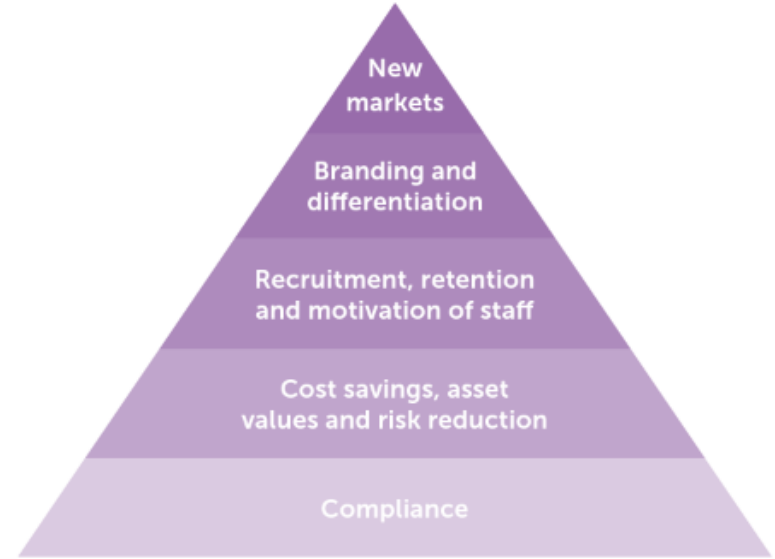 New
markets
Branding and
differentiation
Recruitment, retention
and motivation of staff
Cost savings, asset
values and risk reduction
Compliance